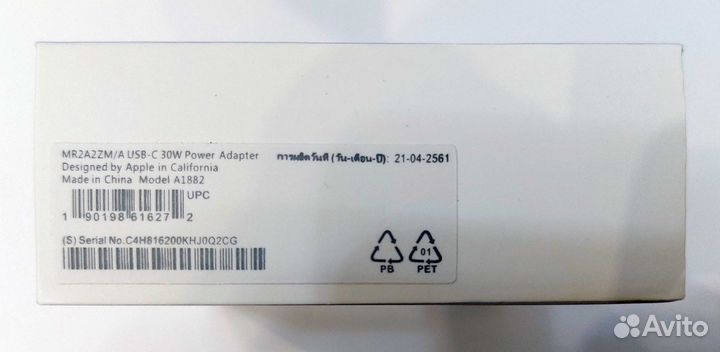 MR2A2ZM/A USB-C 30W Power Adapter
Designed by Apple in California
Made in China Model A1882
UPC
1 90198 61627 2
(S) Serial No.C4H816200KHJ0Q2CG
การผลิตวันที่ (วัน-เดือน-ปี): 21-04-2561
PB
01
PET
Avito